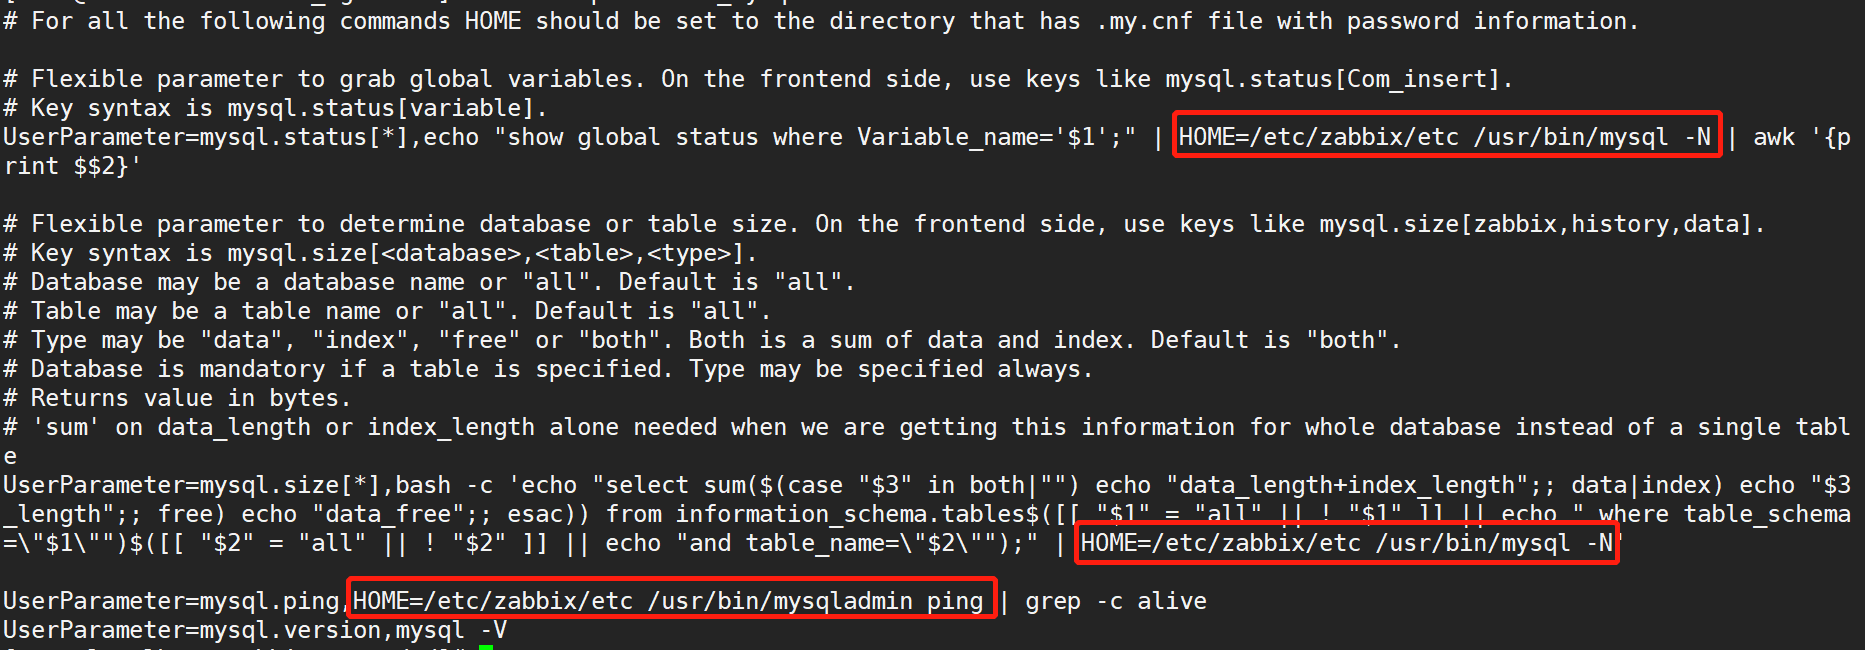 # For all the following commands HOME should be set to the directory that has .my.cnf file with password information.
# Flexible parameter to grab global variables. On the frontend side, use keys like mysql.status[Com_insert].
# Key syntax is mysql.status[variable].
UserParameter=mysql.status[*],echo "show global status where Variable_name='$1';" | HOME=/etc/zabbix/etc /usr/bin/mysql -N | awk '{p
rint $$2}'
# Flexible parameter to determine database or table size. On the frontend side, use keys like mysql.size[zabbix,history,data].
# Key syntax is mysql.size[<database>,<table>,<type>].
# Database may be a database name or "all". Default is "all".
# Table may be a table name or "all". Default is "all".
# Type may be "data", "index", "free" or "both". Both is a sum of data and index. Default is "both".
# Database is mandatory if a table is specified. Type may be specified always.
# Returns value in bytes.
# 'sum' on data_length or index_length alone needed when we are getting this information for whole database instead of a single tabl
e
UserParameter=mysql.size[*],bash -c 'echo "select sum($(case "$3" in both|"") echo "data_length+index_length";; data|index) echo "$3
_length";; free) echo "data_free";; esac)) from information_schema.tables$([[ "$1" = "all" || ! "$1" ]] || echo " where table_schema
=\"$1\"")$([[ "$2" = "all" || ! "$2" ]] || echo "and table_name=\"$2\"");" | HOME=/etc/zabbix/etc /usr/bin/mysql -N'
UserParameter=mysql.ping,HOME=/etc/zabbix/etc /usr/bin/mysqladmin ping | grep -c alive
UserParameter=mysql.version,mysql -V